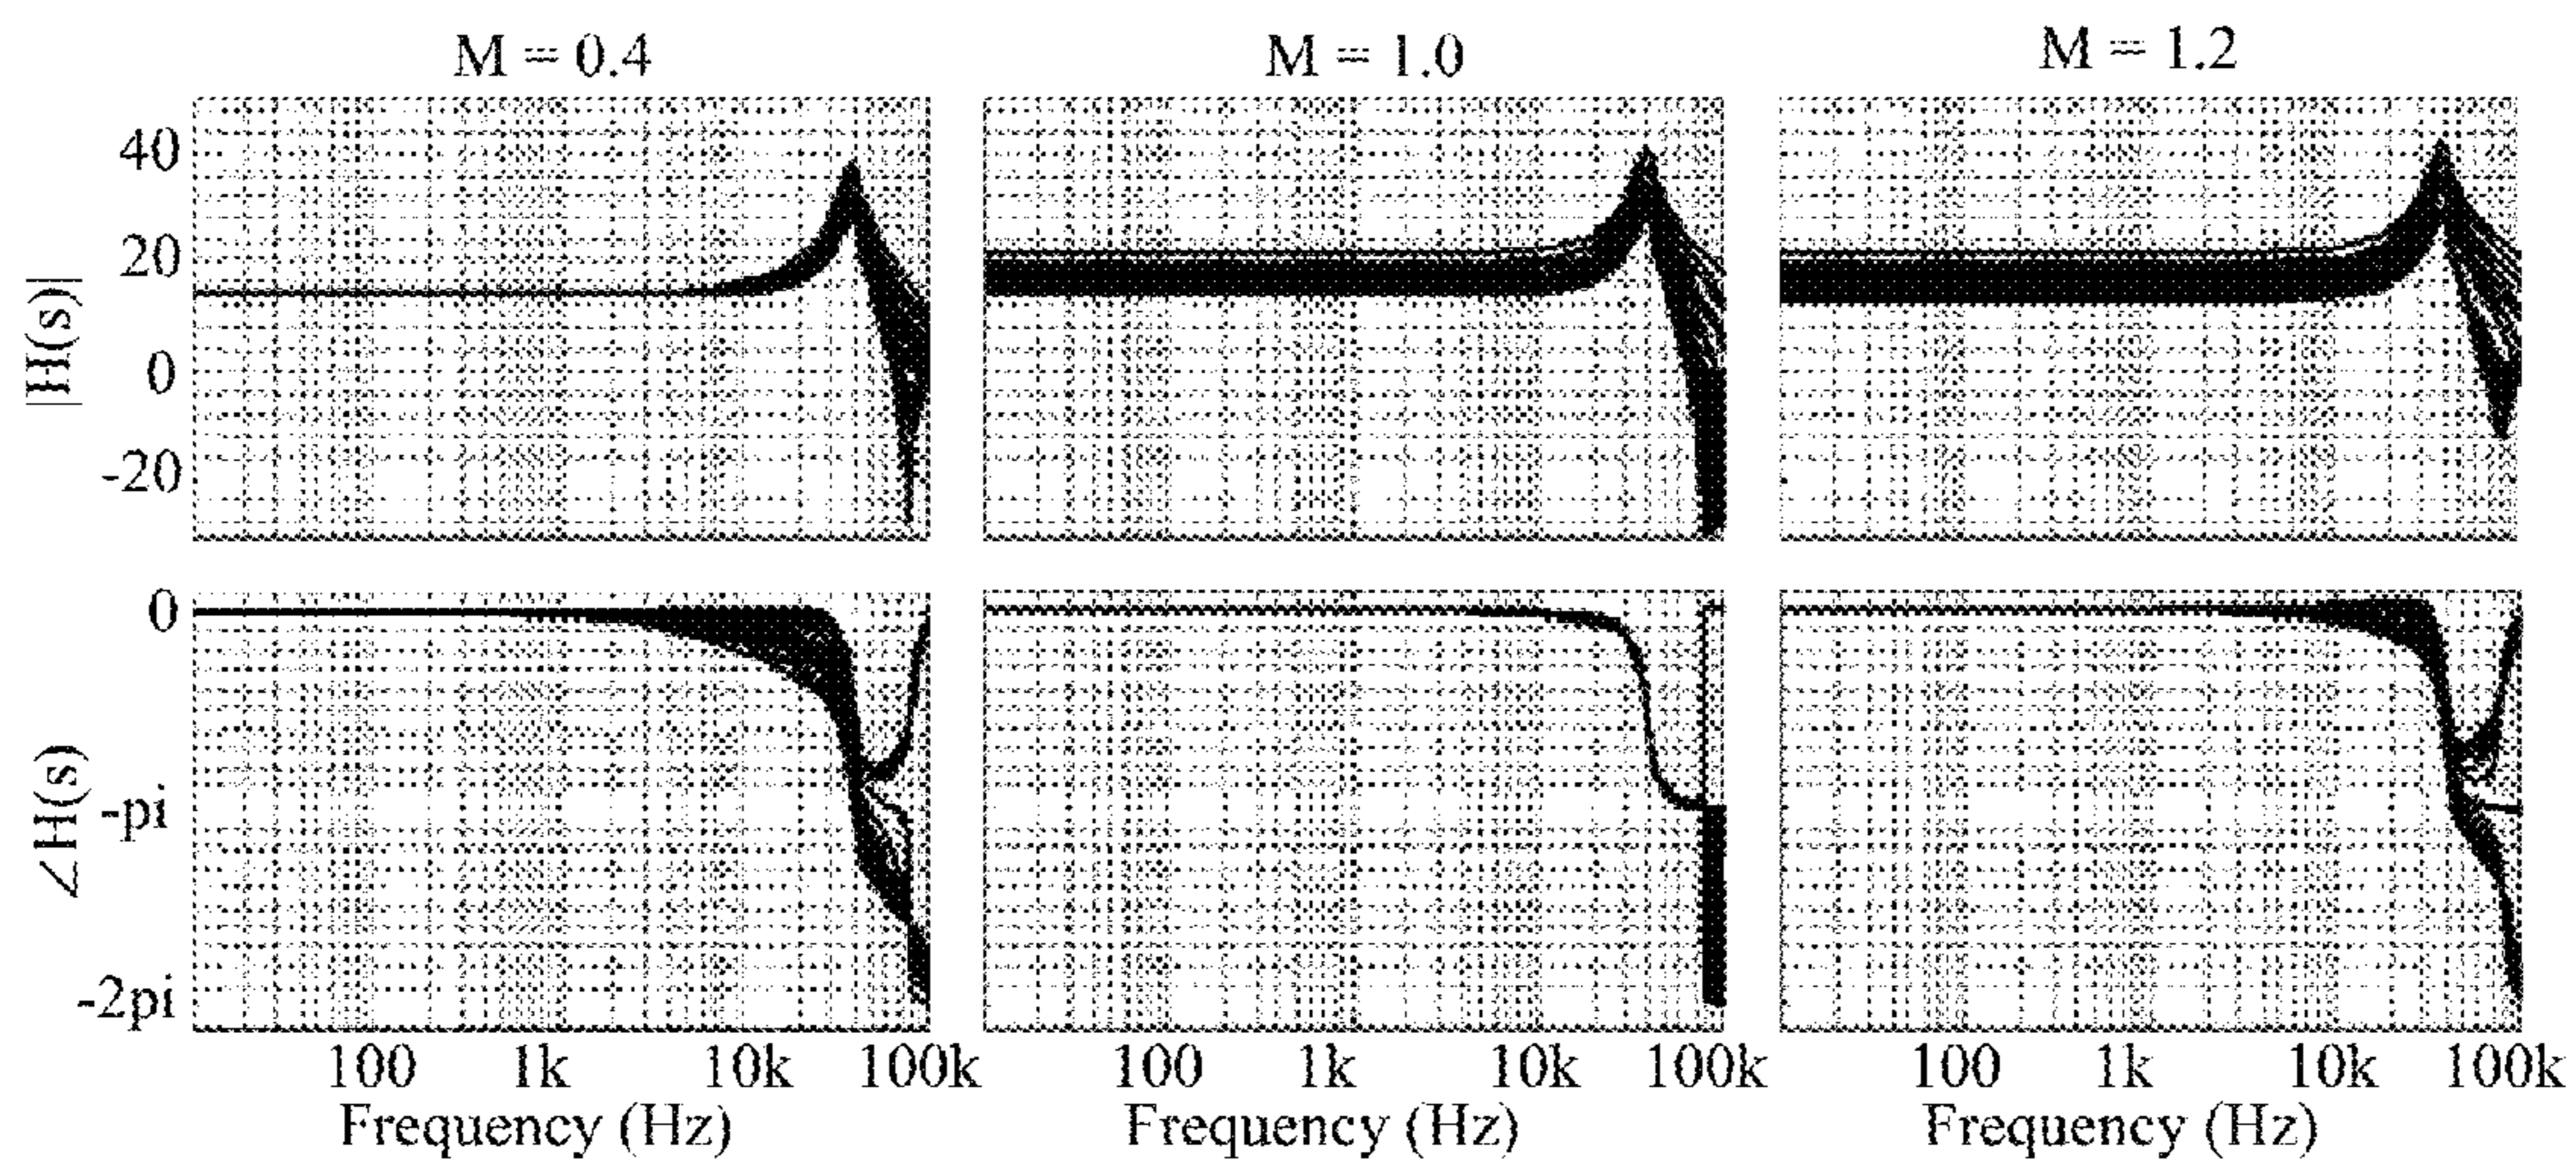 M = 0.4 M = 1.0 M = 1.2
40
20
0
-20
|H(s)|
0
-pi
-2pi
∠H(s)
100 1k 10k 100k 100 1k 10k 100k 100 1k 10k 100k
Frequency (Hz) Frequency (Hz) Frequency (Hz)